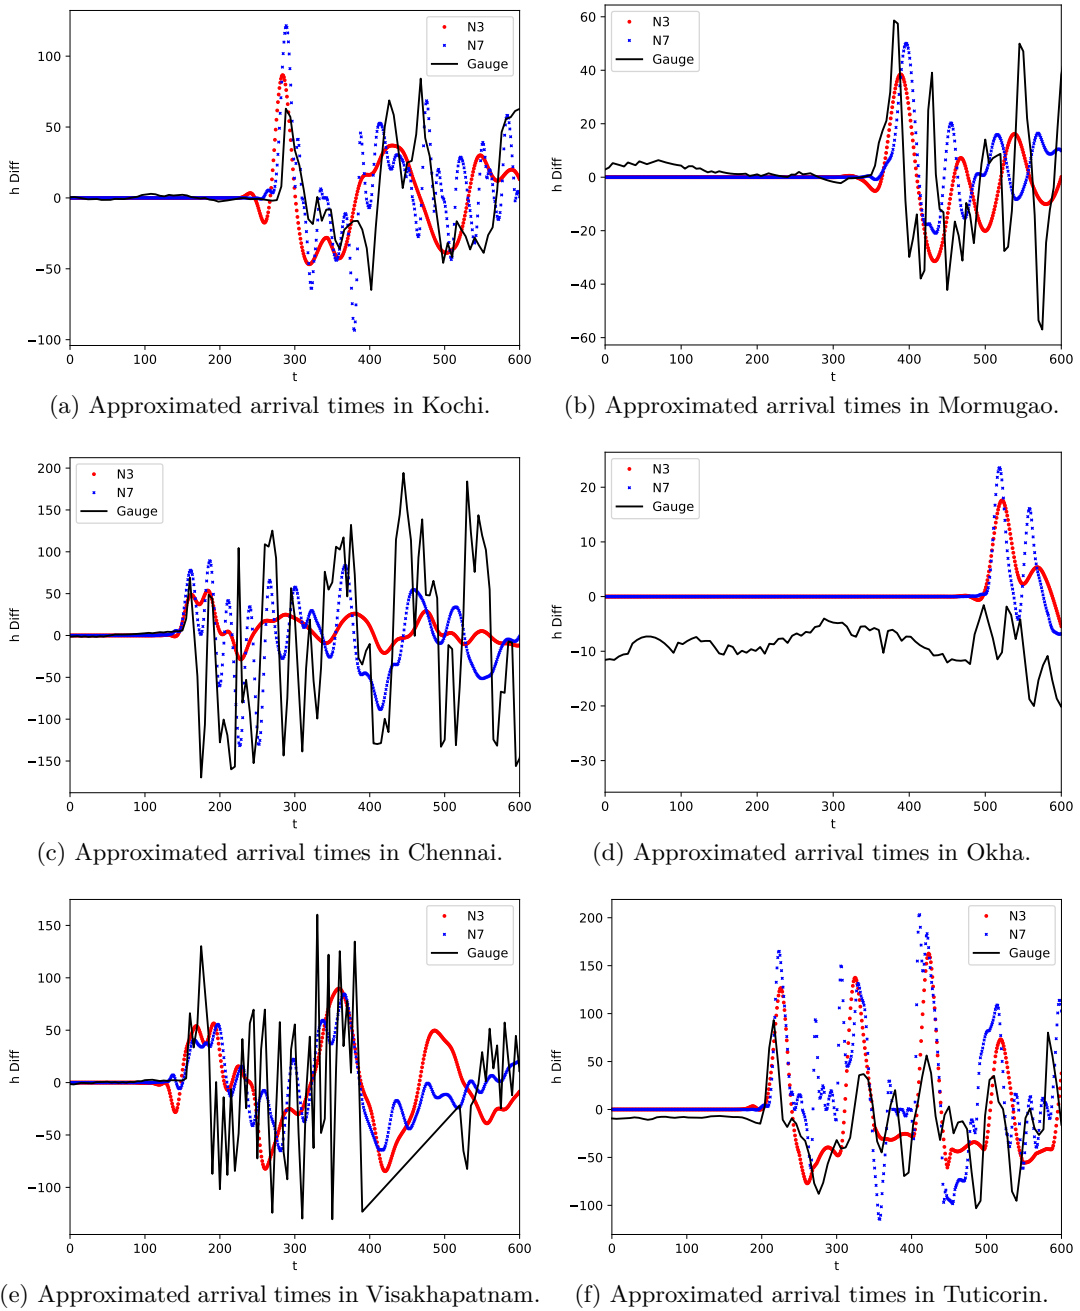 N3
N7
Gauge
100
50
0
−50
−100
h Diff
0 100 200 300 400 500 600
t
(a) Approximated arrival times in Kochi.
N3
N7
Gauge
60
40
20
0
−20
−40
−60
h Diff
0 100 200 300 400 500 600
t
(b) Approximated arrival times in Mormugao.
N3
N7
Gauge
200
150
100
50
0
−50
−100
−150
h Diff
0 100 200 300 400 500 600
t
(c) Approximated arrival times in Chennai.
N3
N7
Gauge
20
10
0
−10
−20
−30
h Diff
0 100 200 300 400 500 600
t
(d) Approximated arrival times in Okha.
N3
N7
Gauge
150
100
50
0
−50
−100
h Diff
0 100 200 300 400 500 600
t
(e) Approximated arrival times in Visakhapatnam.
N3
N7
Gauge
200
150
100
50
0
−50
−100
h Diff
0 100 200 300 400 500 600
t
(f) Approximated arrival times in Tuticorin.